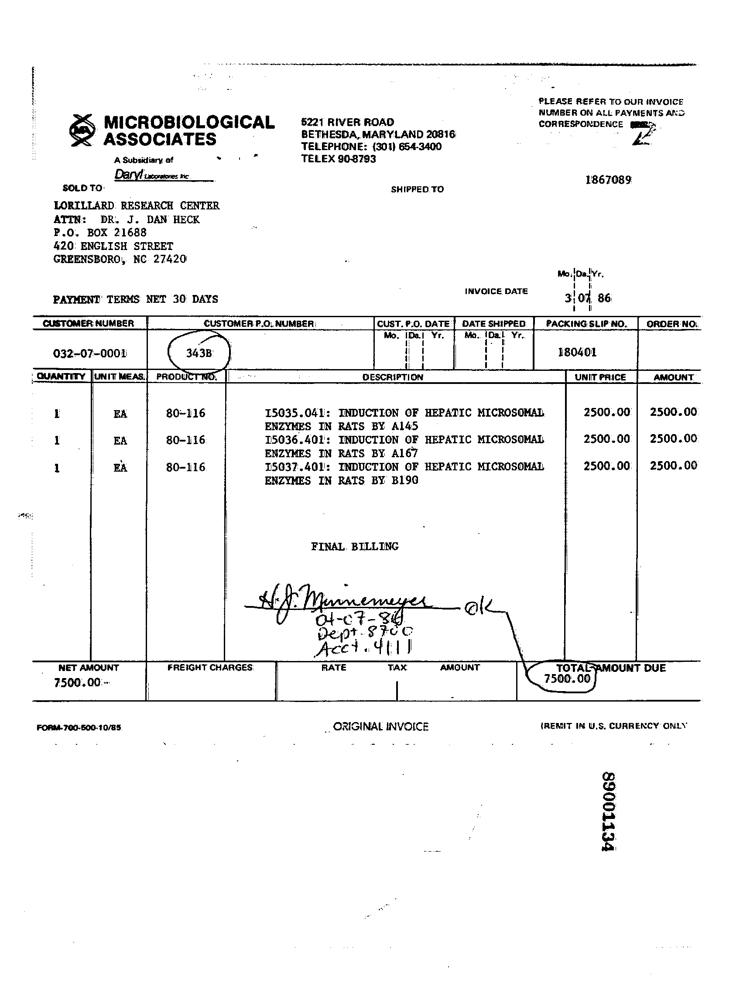 PLEASE REFER TO OUR INVOICE
NUMBER ON ALL PAYMENTS AND
CORRESPONDENCE
MICROBIOLOGICAL
ASSOCIATES
A Subsidiary of
Daryl Laboratories Inc
5221 RIVER ROAD
BETHESDA, MARYLAND 20816
TELEPHONE: (301) 654-3400
TELEX 90-8793
1867089
SOLD TO
SHIPPED TO
LORILLARD RESEARCH CENTER
ATTN: DR. J. DAN HECK
P.O. BOX 21688
420 ENGLISH STREET
GREENSBORO, NC 27420
PAYMENT TERMS NET 30 DAYS
INVOICE DATE
Mo. Da. Yr.
3 07 86
CUSTOMER NUMBER CUSTOMER P.O. NUMBER CUST. P.O. DATE DATE SHIPPED PACKING SLIP NO. ORDER NO.
Mo. Da. Yr. Mo. Da. Yr.
032-07-0001 343B 180401
QUANTITY UNIT MEAS. PRODUCT NO. DESCRIPTION UNIT PRICE AMOUNT
1 EA 80-116 I5035.041: INDUCTION OF HEPATIC MICROSOMAL 2500.00 2500.00
ENZYMES IN RATS BY A145
1 EA 80-116 I5036.401: INDUCTION OF HEPATIC MICROSOMAL 2500.00 2500.00
ENZYMES IN RATS BY A167
1 EA 80-116 I5037.401: INDUCTION OF HEPATIC MICROSOMAL 2500.00 2500.00
ENZYMES IN RATS BY B190
FINAL BILLING
H.J. Minnemeyer OK
04-07-86
Dept. 8700
Acct. 4111
NET AMOUNT FREIGHT CHARGES RATE TAX AMOUNT TOTAL AMOUNT DUE
7500.00 7500.00
FORM-700-500-10/85 ORIGINAL INVOICE (REMIT IN U.S. CURRENCY ONLY
89001134